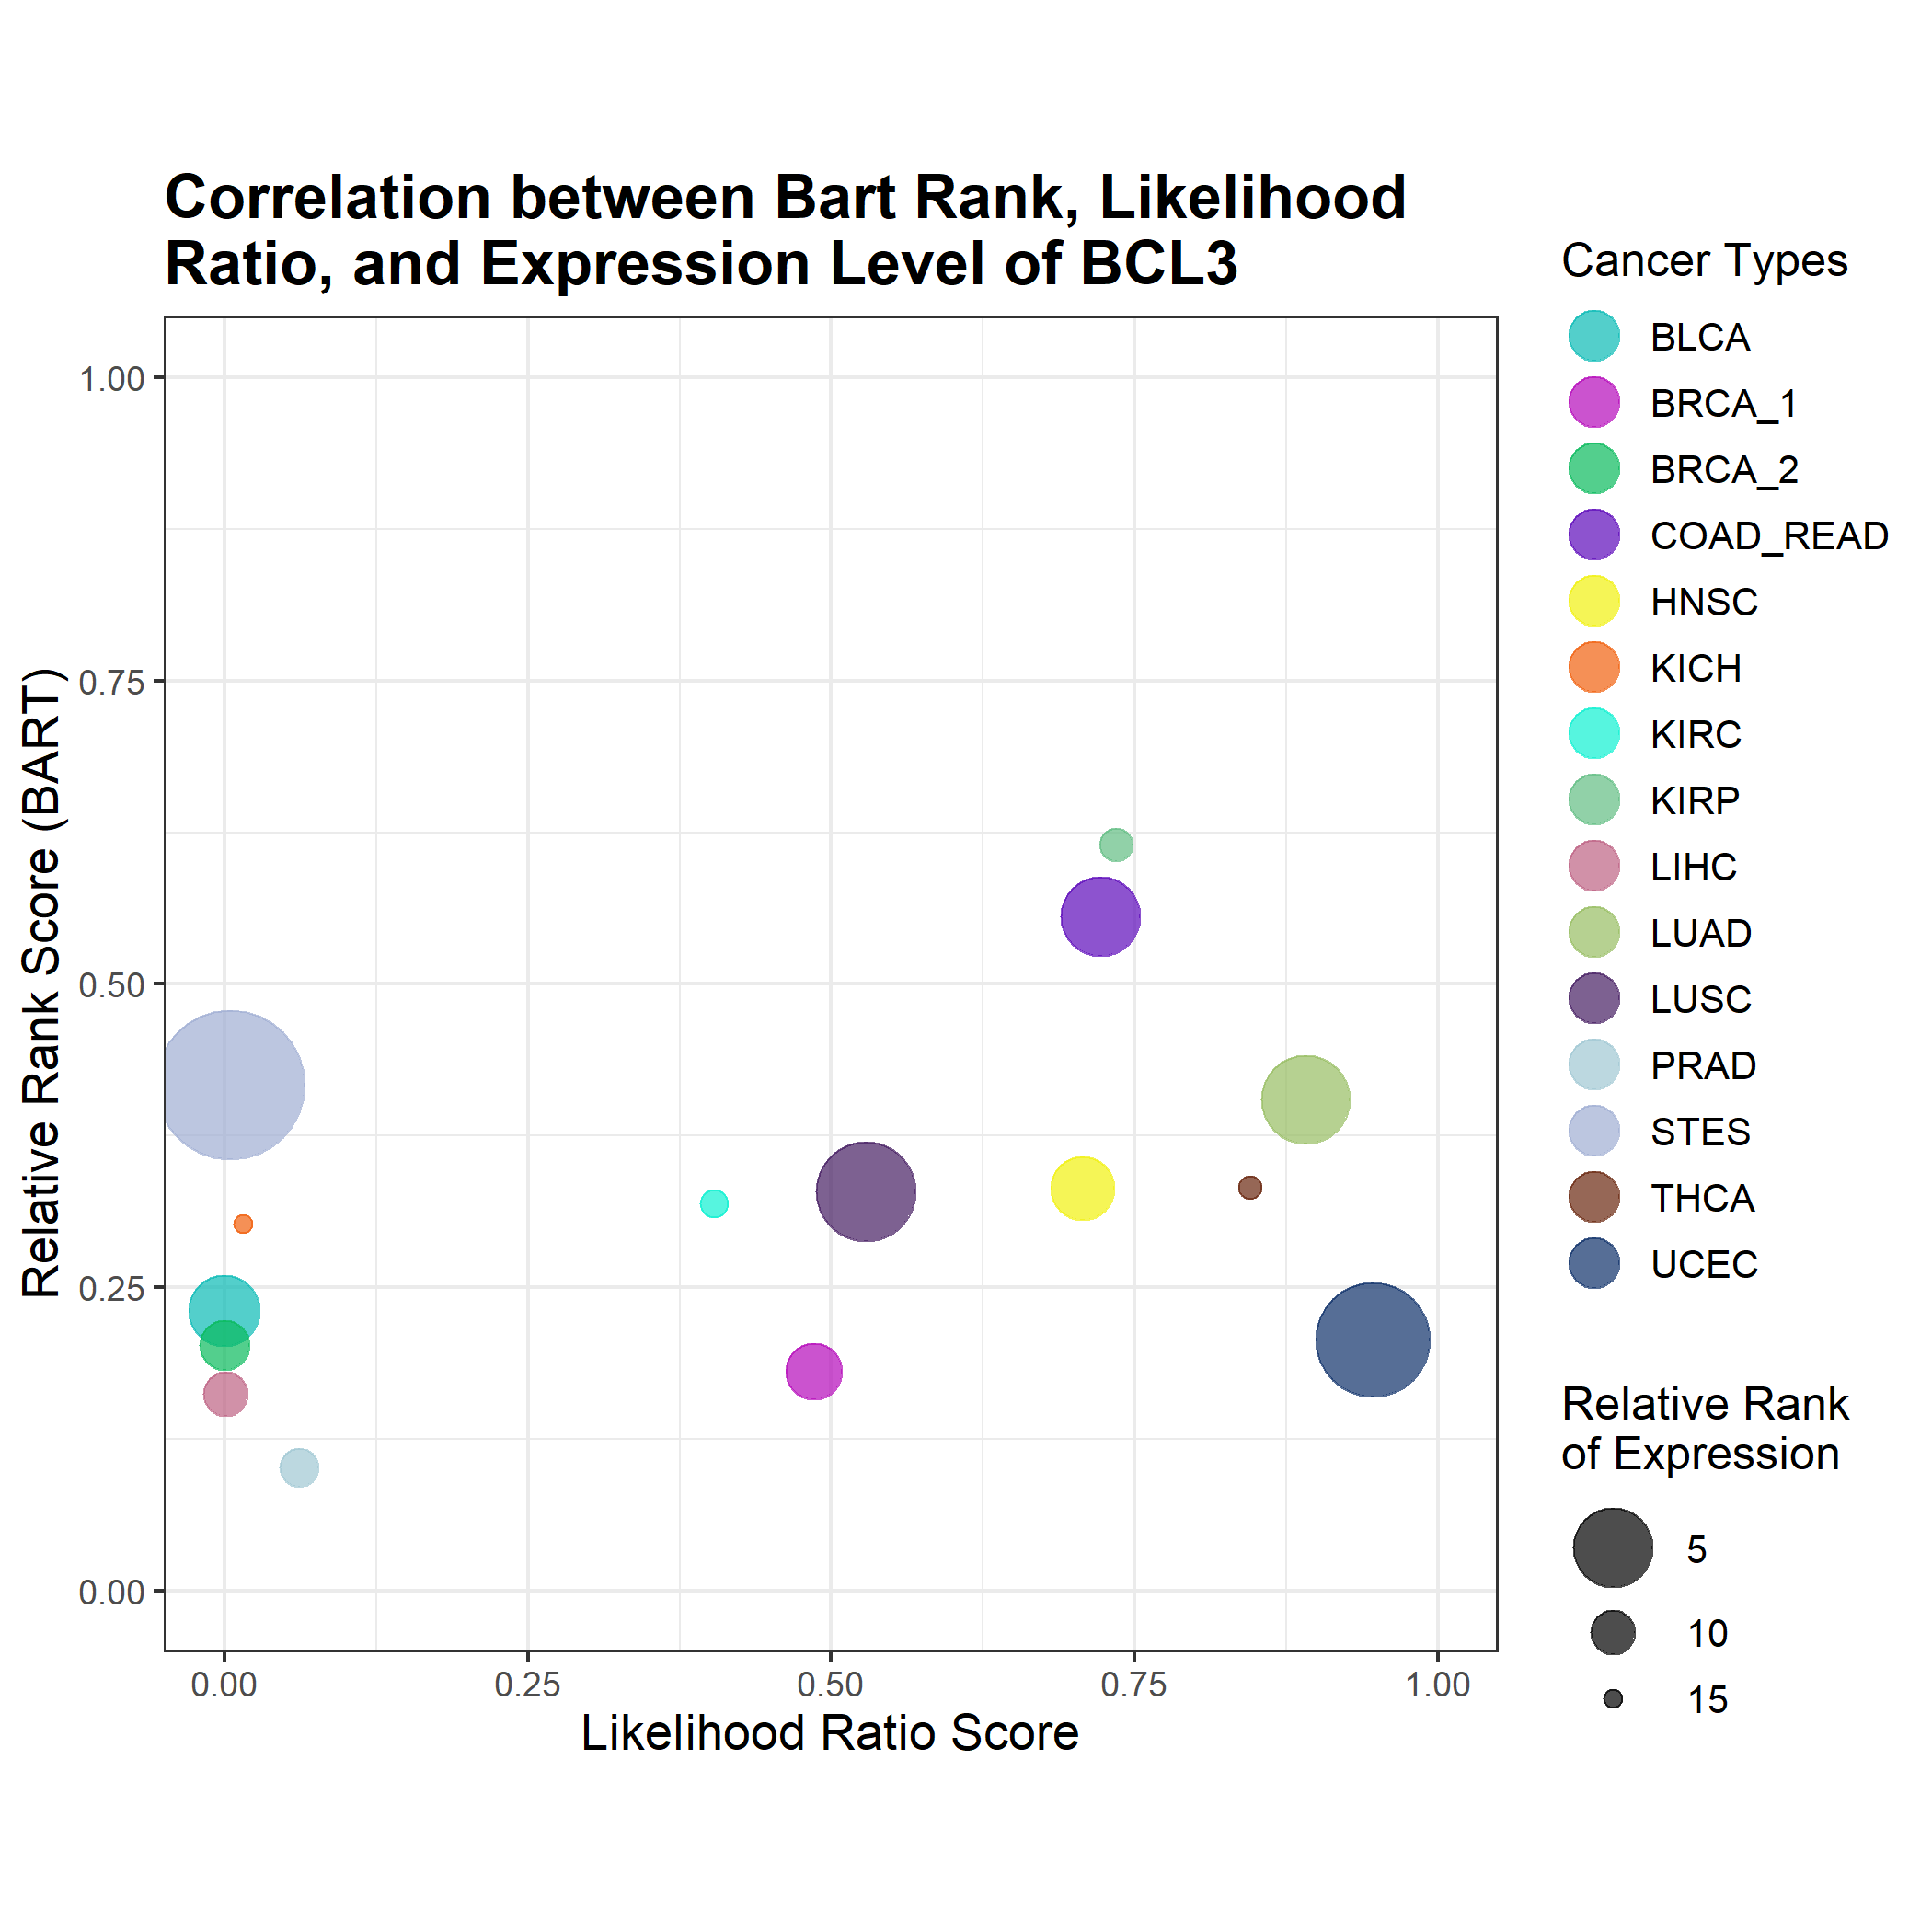 Correlation between Bart Rank, Likelihood
Ratio, and Expression Level of BCL3
Relative Rank Score (BART)
1.00
0.75
0.50
0.25
0.00
0.00
0.25
0.50
0.75
1.00
Likelihood Ratio Score
Cancer Types
BLCA
BRCA_1
BRCA_2
COAD_READ
HNSC
KICH
KIRC
KIRP
LIHC
LUAD
LUSC
PRAD
STES
THCA
UCEC
Relative Rank
of Expression
5
10
15